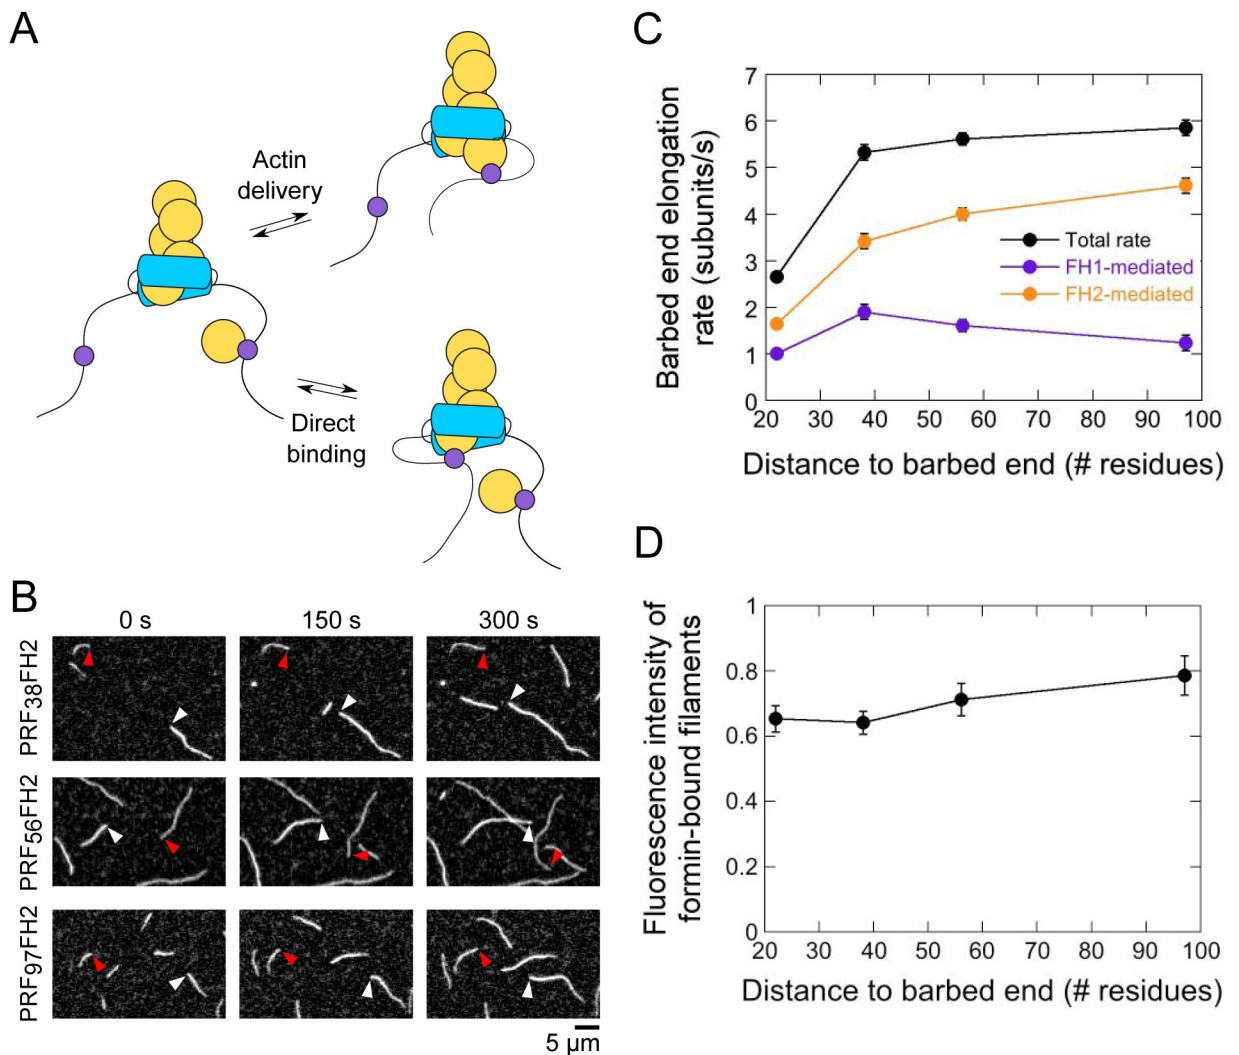 A
Actin
delivery
Direct
binding
B
0 s
150 s
300 s
PRF38FH2
PRF56FH2
PRF97FH2
5 µm
C
Barbed end elongation
rate (subunits/s)
7
6
5
4
3
2
1
0
Total rate
FH1-mediated
FH2-mediated
20 30 40 50 60 70 80 90 100
Distance to barbed end (# residues)
D
Fluorescence intensity of
formin-bound filaments
1
0.8
0.6
0.4
0.2
0
20 30 40 50 60 70 80 90 100
Distance to barbed end (# residues)